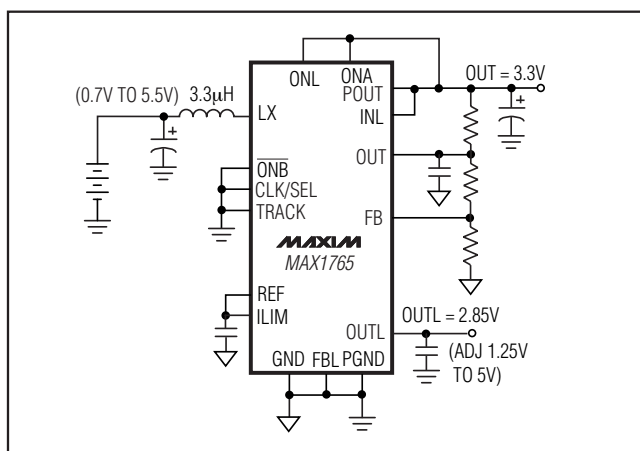 ONL ONA
POUT
OUT = 3.3V
(0.7V TO 5.5V) 3.3µH
LX
INL
+
+
OUT
O̅N̅B̅
CLK/SEL
TRACK
FB
MAXIM
MAX1765
REF
ILIM
OUTL
OUTL = 2.85V
(ADJ 1.25V
TO 5V)
GND FBL PGND